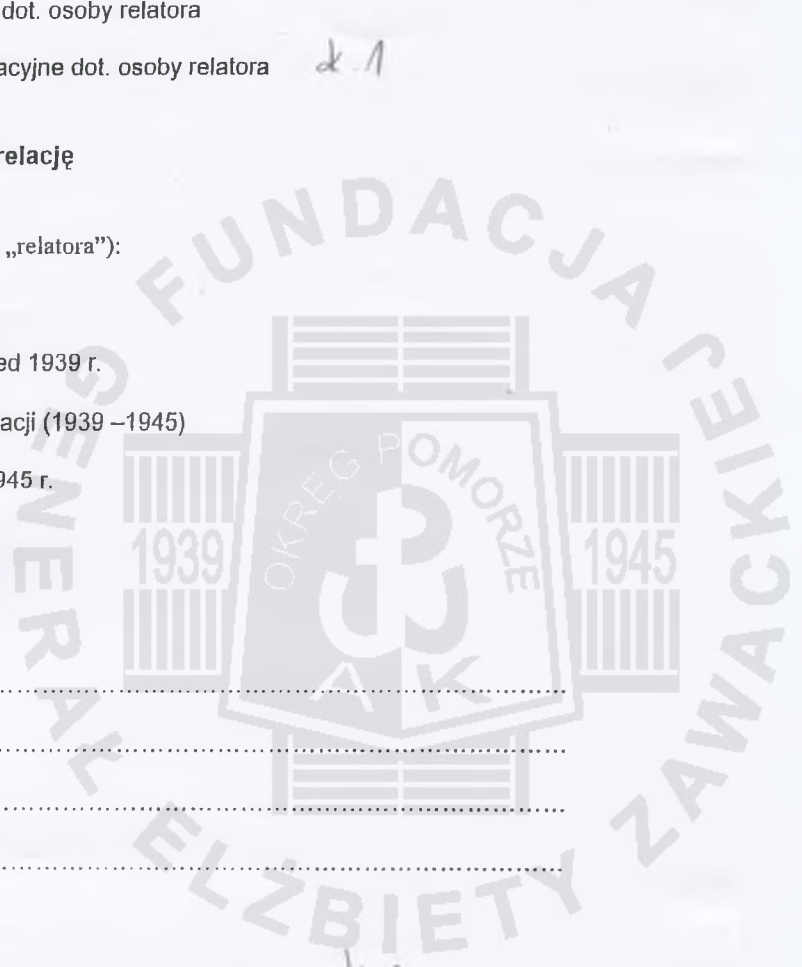 dot. osoby relatora
acyjne dot. osoby relatora k. 1
relację
„relatora”):
ed 1939 r.
acji (1939 –1945)
945 r.
FUNDACJA
GENERAŁ ELŻBIETY ZAWACKIEJ
OKRĘG POMORZE
1939
1945
AK